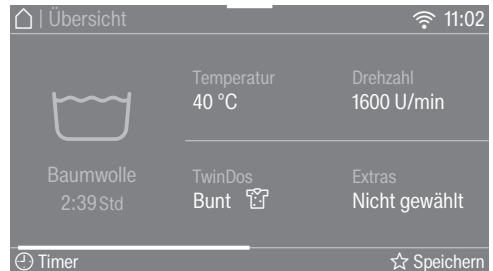 | Übersicht
11:02
Temperatur
40 °C
Drehzahl
1600 U/min
Baumwolle
2:39 Std
TwinDos
Bunt
Extras
Nicht gewählt
Timer
Speichern